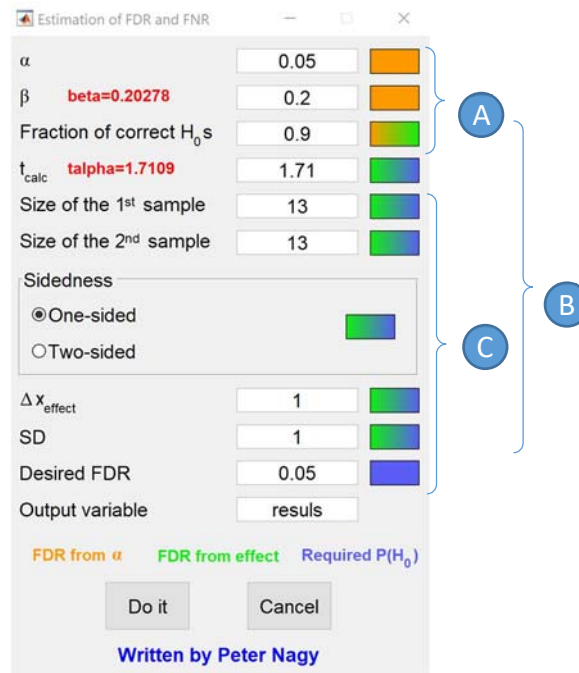 Estimation of FDR and FNR
α 0.05
β beta=0.20278 0.2
Fraction of correct H0s 0.9
tcalc talpha=1.7109 1.71
Size of the 1st sample 13
Size of the 2nd sample 13
Sidedness
One-sided
Two-sided
Δ xeffect 1
SD 1
Desired FDR 0.05
Output variable resuls
FDR from α FDR from effect Required P(H0)
Do it Cancel
Written by Peter Nagy
A
B
C